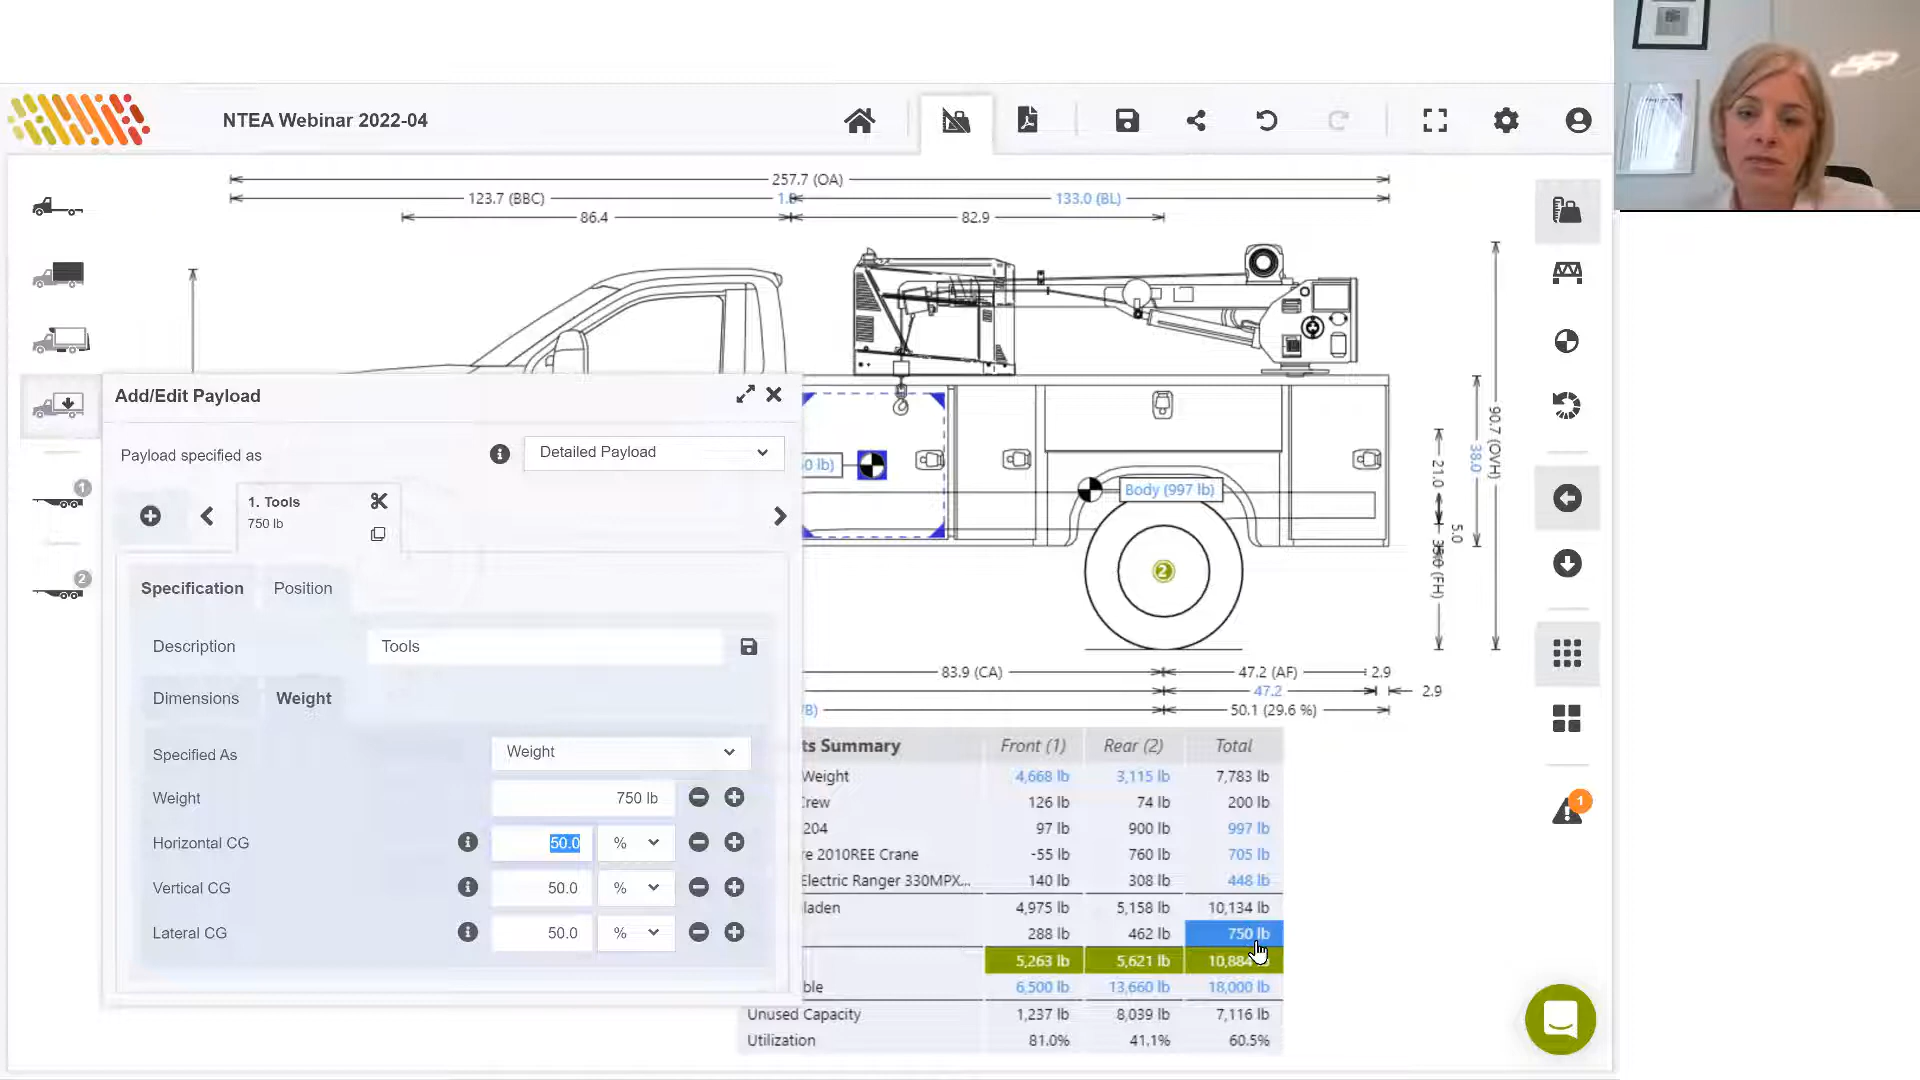 NTEA Webinar 2022-04
257.7 (OA)
123.7 (BBC)
133.0 (BL)
86.4
82.9
Add/Edit Payload
Payload specified as
Detailed Payload
1. Tools
750 lb
Specification
Position
Description
Tools
Dimensions
Weight
Specified As
Weight
Weight
750 lb
Horizontal CG
50.0
%
Vertical CG
50.0
%
Lateral CG
50.0
%
1
2
0 lb)
Body (997 lb)
2
90.7 (OVH)
38.0
21.0
5.0
83.9 (CA)
47.2 (AF)
2.9
47.2
2.9
50.1 (29.6 %)
ts Summary Front (1) Rear (2) Total
Weight 4,668 lb 3,115 lb 7,783 lb
Crew 126 lb 74 lb 200 lb
204 97 lb 900 lb 997 lb
re 2010REE Crane -55 lb 760 lb 705 lb
Electric Ranger 330MPX... 140 lb 308 lb 448 lb
laden 4,975 lb 5,158 lb 10,134 lb
288 lb 462 lb 750 lb
5,263 lb 5,621 lb 10,884
ble 6,500 lb 13,660 lb 18,000 lb
Unused Capacity 1,237 lb 8,039 lb 7,116 lb
Utilization 81.0% 41.1% 60.5%
1